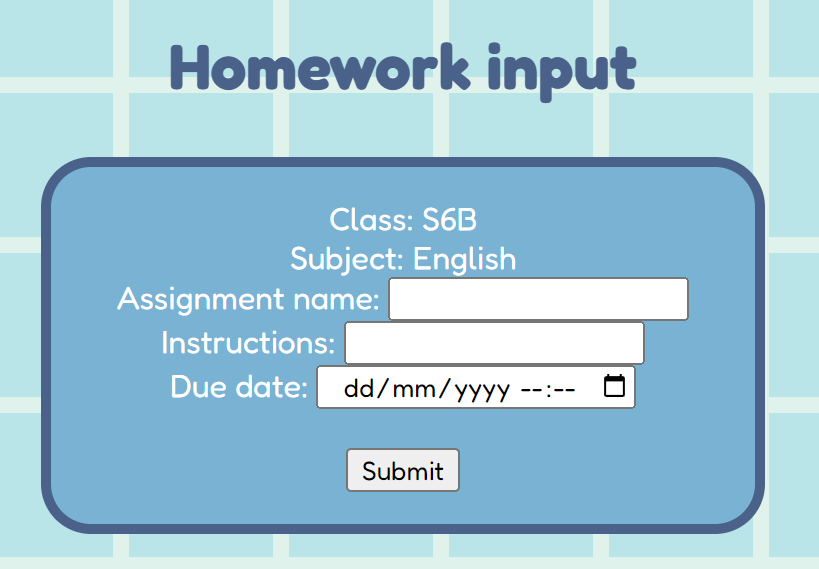 Homework input
Class: S6B
Subject: English
Assignment name:
Instructions:
Due date: dd/mm/yyyy --:--
Submit